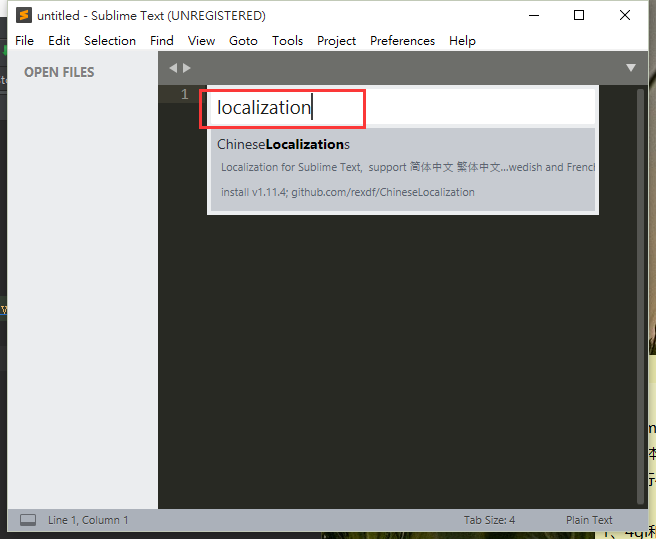 untitled - Sublime Text (UNREGISTERED)
File Edit Selection Find View Goto Tools Project Preferences Help
OPEN FILES
1
localization
ChineseLocalizations
Localization for Sublime Text, support 简体中文 繁体中文...wedish and French
install v1.11.4; github.com/rexdf/ChineseLocalization
Line 1, Column 1
Tab Size: 4
Plain Text